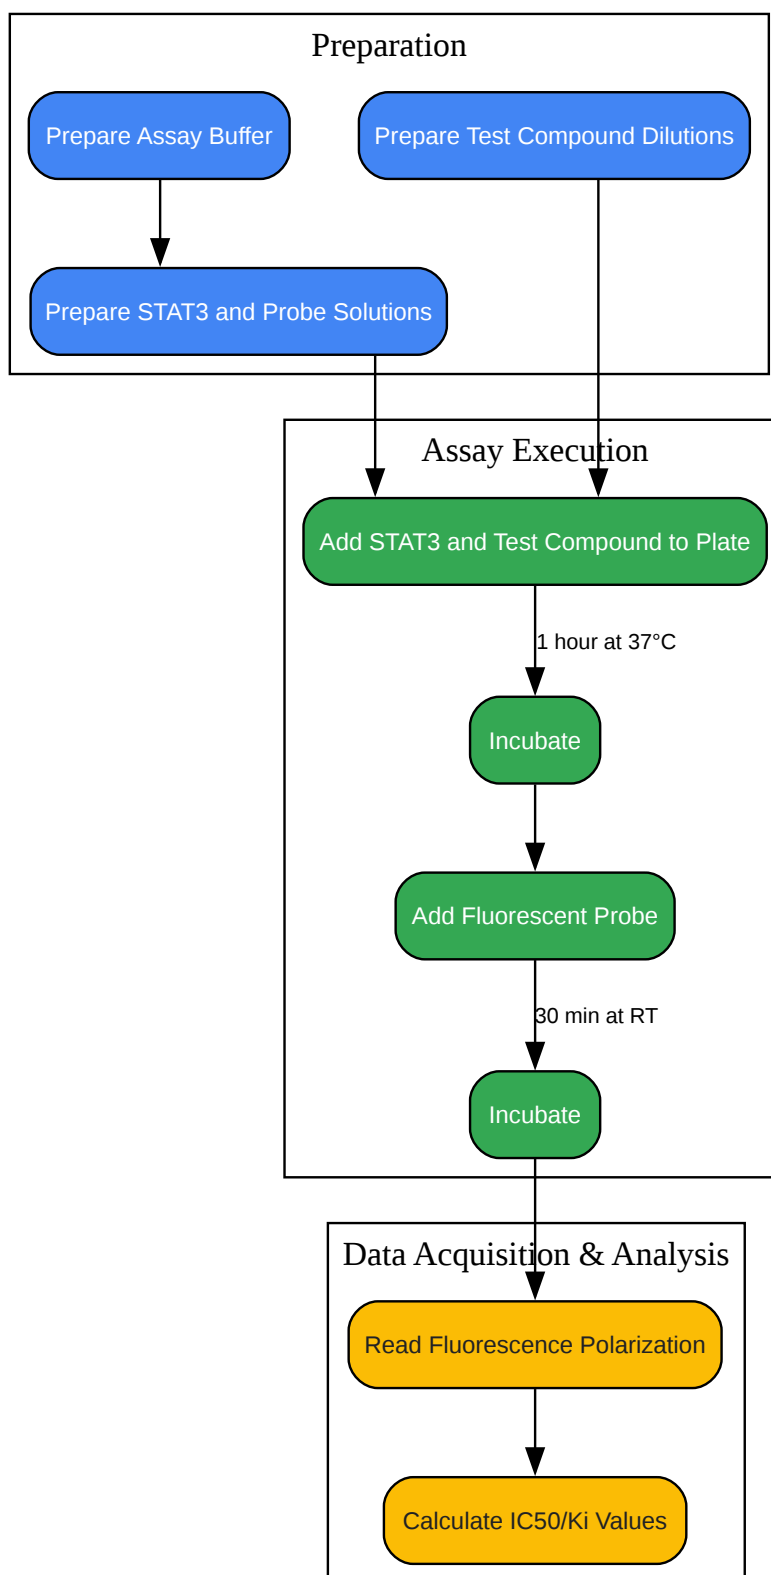 Preparation
Prepare Assay Buffer
Prepare Test Compound Dilutions
Prepare STAT3 and Probe Solutions
Assay Execution
Add STAT3 and Test Compound to Plate
1 hour at 37°C
Incubate
Add Fluorescent Probe
30 min at RT
Incubate
Data Acquisition & Analysis
Read Fluorescence Polarization
Calculate IC50/Ki Values